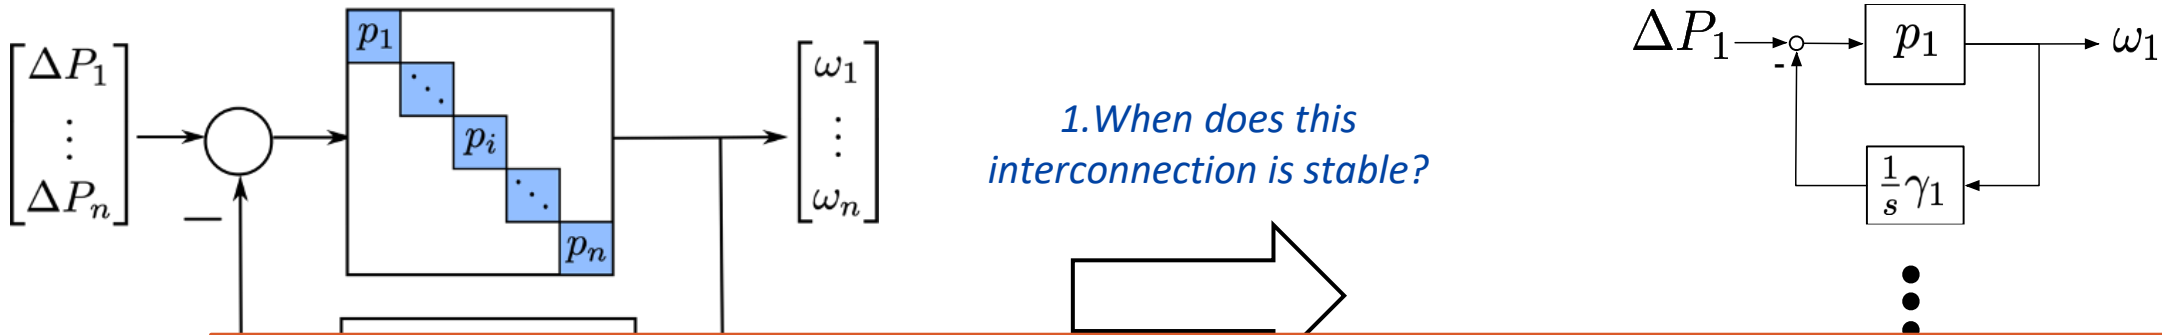 ΔP₁
⋮
ΔPₙ
−
p₁
⋱
pᵢ
⋱
pₙ
ω₁
⋮
ωₙ
1.When does this
interconnection is stable?
ΔP₁
-
p₁
ω₁
1/s γ₁
⋮